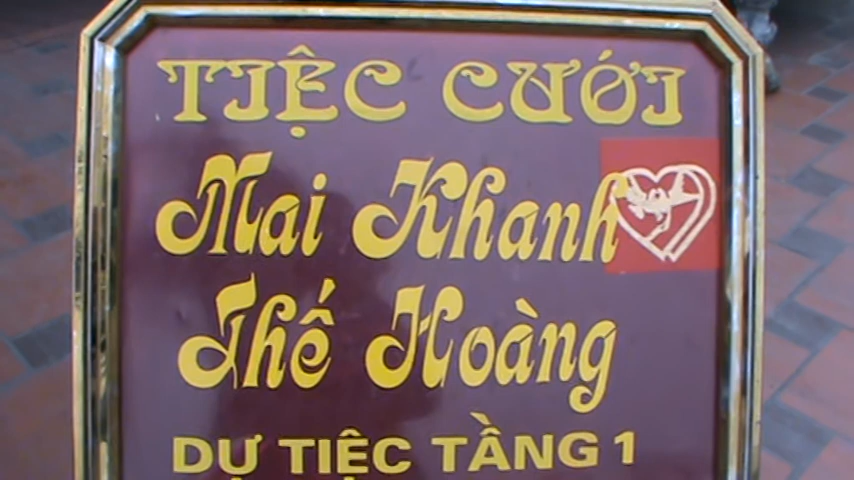 TIỆC CƯỚI
Mai Khanh
Thế Hoàng
DỰ TIỆC TẦNG 1